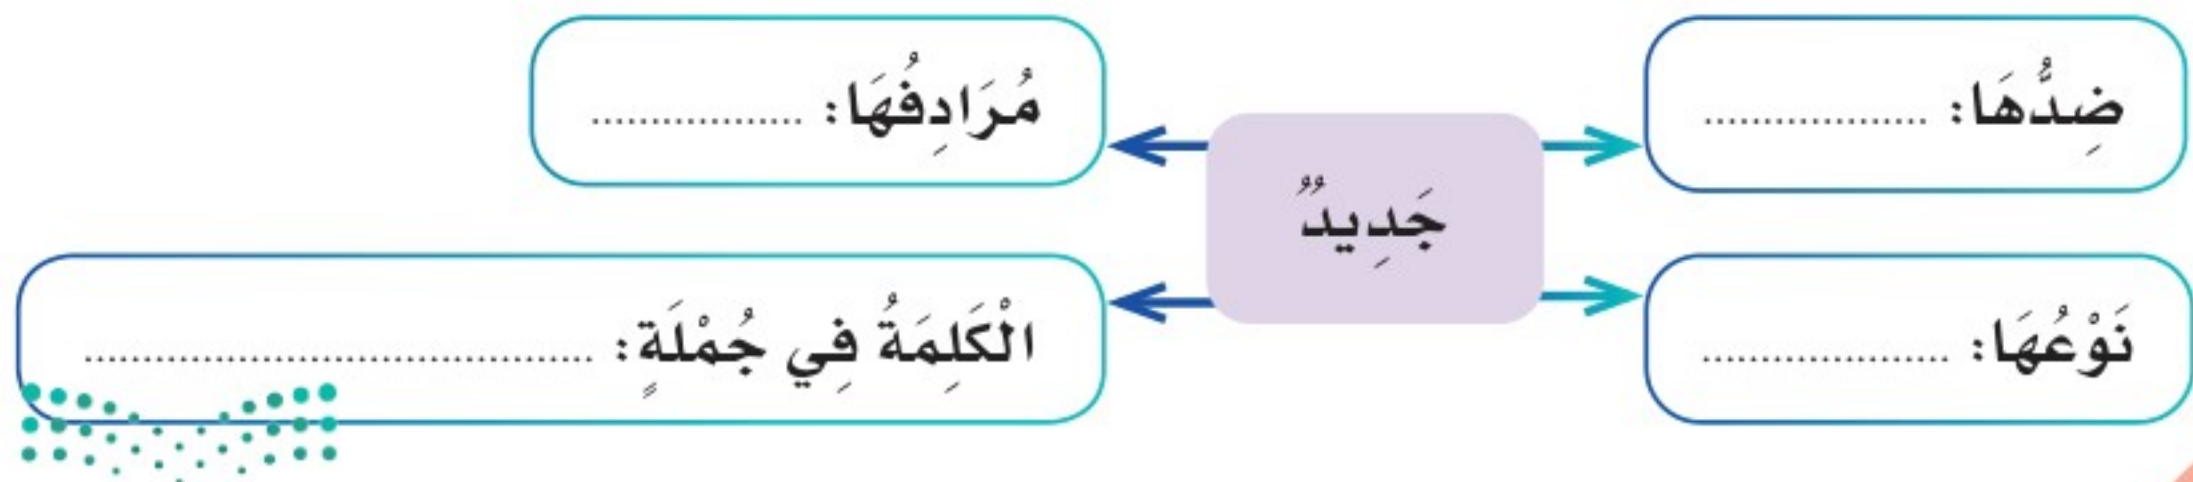 ضِدُّهَا: ..................
مُرَادِفُهَا: ..................
جَدِيدٌ
نَوْعُهَا: ..................
الْكَلِمَةُ فِي جُمْلَةٍ: ..........................................